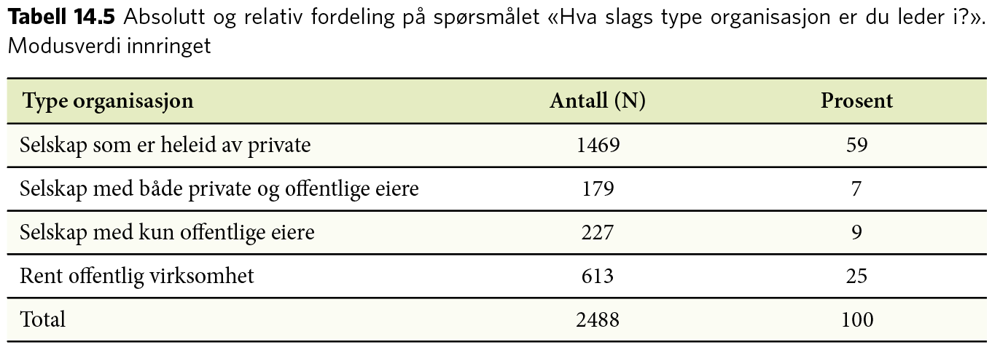 Tabell 14.5 Absolutt og relativ fordeling på spørsmålet «Hva slags type organisasjon er du leder i?».
Modusverdi innringet
Type organisasjon Antall (N) Prosent
Selskap som er heleid av private 1469 59
Selskap med både private og offentlige eiere 179 7
Selskap med kun offentlige eiere 227 9
Rent offentlig virksomhet 613 25
Total 2488 100